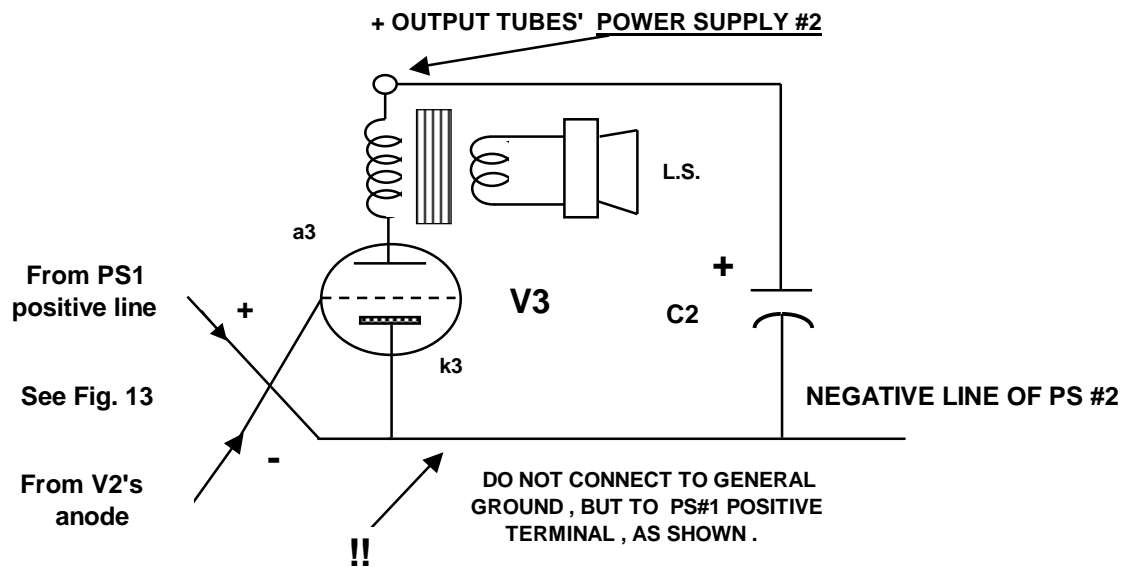 + OUTPUT TUBES' POWER SUPPLY #2
L.S.
a3
From PS1
positive line
+
+
V3
C2
k3
See Fig. 13
NEGATIVE LINE OF PS #2
-
From V2's
anode
DO NOT CONNECT TO GENERAL
GROUND , BUT TO PS#1 POSITIVE
TERMINAL , AS SHOWN .
!!